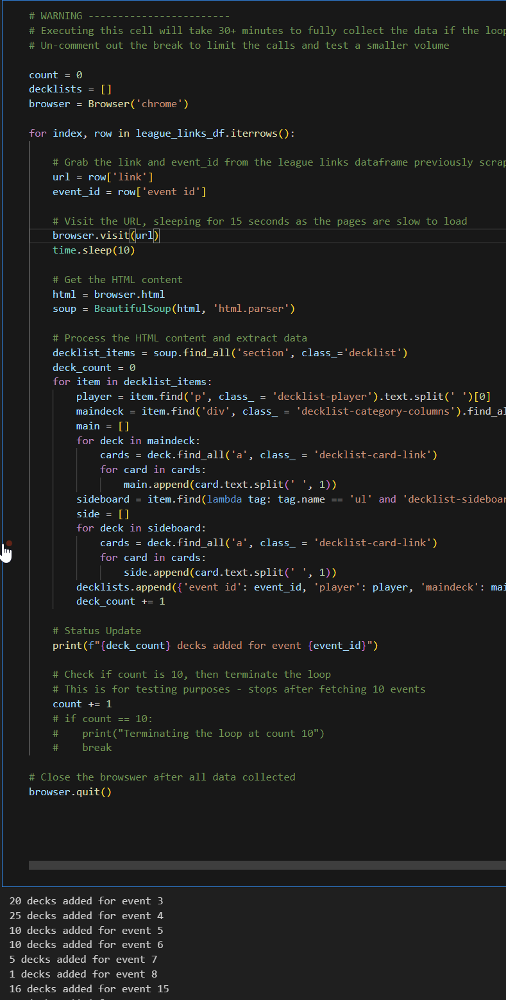 # WARNING ------------------------
# Executing this cell will take 30+ minutes to fully collect the data if the loop
# Un-comment out the break to limit the calls and test a smaller volume
count = 0
decklists = []
browser = Browser('chrome')
for index, row in league_links_df.iterrows():
# Grab the link and event_id from the league links dataframe previously scrap
url = row['link']
event_id = row['event id']
# Visit the URL, sleeping for 15 seconds as the pages are slow to load
browser.visit(url)
time.sleep(10)
# Get the HTML content
html = browser.html
soup = BeautifulSoup(html, 'html.parser')
# Process the HTML content and extract data
decklist_items = soup.find_all('section', class_='decklist')
deck_count = 0
for item in decklist_items:
player = item.find('p', class_ = 'decklist-player').text.split(' ')[0]
maindeck = item.find('div', class_ = 'decklist-category-columns').find_al
main = []
for deck in maindeck:
cards = deck.find_all('a', class_ = 'decklist-card-link')
for card in cards:
main.append(card.text.split(' ', 1))
sideboard = item.find(lambda tag: tag.name == 'ul' and 'decklist-sideboar
side = []
for deck in sideboard:
cards = deck.find_all('a', class_ = 'decklist-card-link')
for card in cards:
side.append(card.text.split(' ', 1))
decklists.append({'event id': event_id, 'player': player, 'maindeck': mai
deck_count += 1
# Status Update
print(f"{deck_count} decks added for event {event_id}")
# Check if count is 10, then terminate the loop
# This is for testing purposes - stops after fetching 10 events
count += 1
# if count == 10:
#    print("Terminating the loop at count 10")
#    break
# Close the browswer after all data collected
browser.quit()
20 decks added for event 3
25 decks added for event 4
10 decks added for event 5
10 decks added for event 6
5 decks added for event 7
1 decks added for event 8
16 decks added for event 15